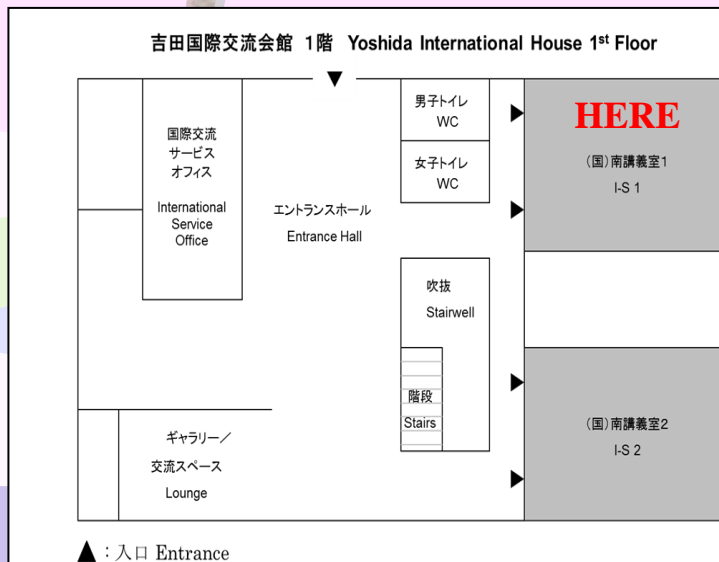 吉田国際交流会館 1階 Yoshida International House 1st Floor
国際交流
サービス
オフィス
International
Service
Office
エントランスホール
Entrance Hall
男子トイレ
WC
女子トイレ
WC
HERE
(国)南講義室1
I-S 1
吹抜
Stairwell
階段
Stairs
(国)南講義室2
I-S 2
ギャラリー／
交流スペース
Lounge
▲：入口 Entrance